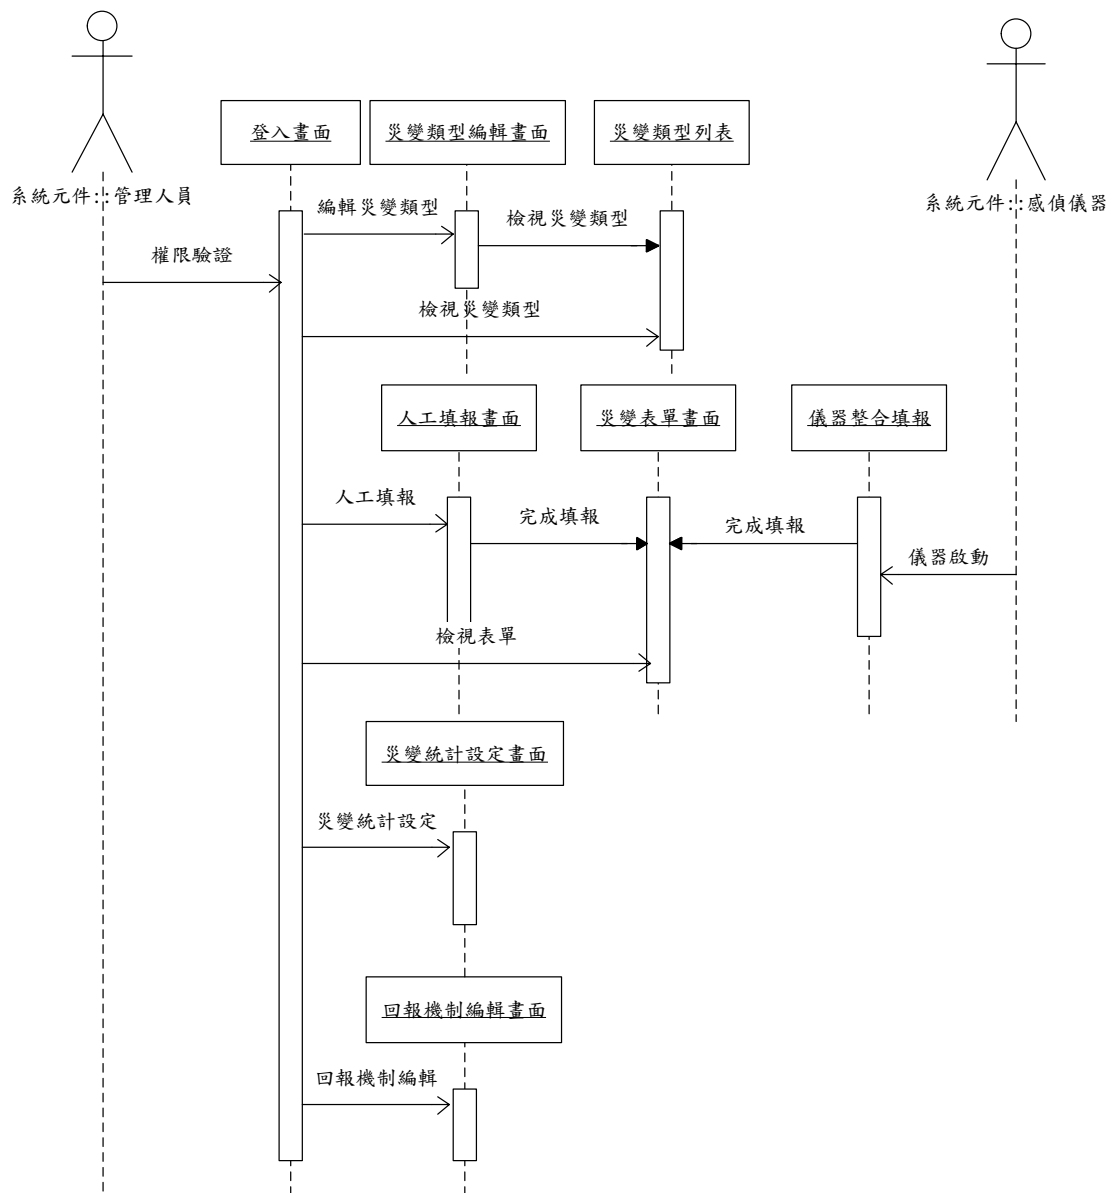 登入畫面
災變類型編輯畫面
災變類型列表
系統元件::管理人員
系統元件::感偵儀器
編輯災變類型
檢視災變類型
權限驗證
檢視災變類型
人工填報畫面
災變表單畫面
儀器整合填報
人工填報
完成填報
完成填報
儀器啟動
檢視表單
災變統計設定畫面
災變統計設定
回報機制編輯畫面
回報機制編輯